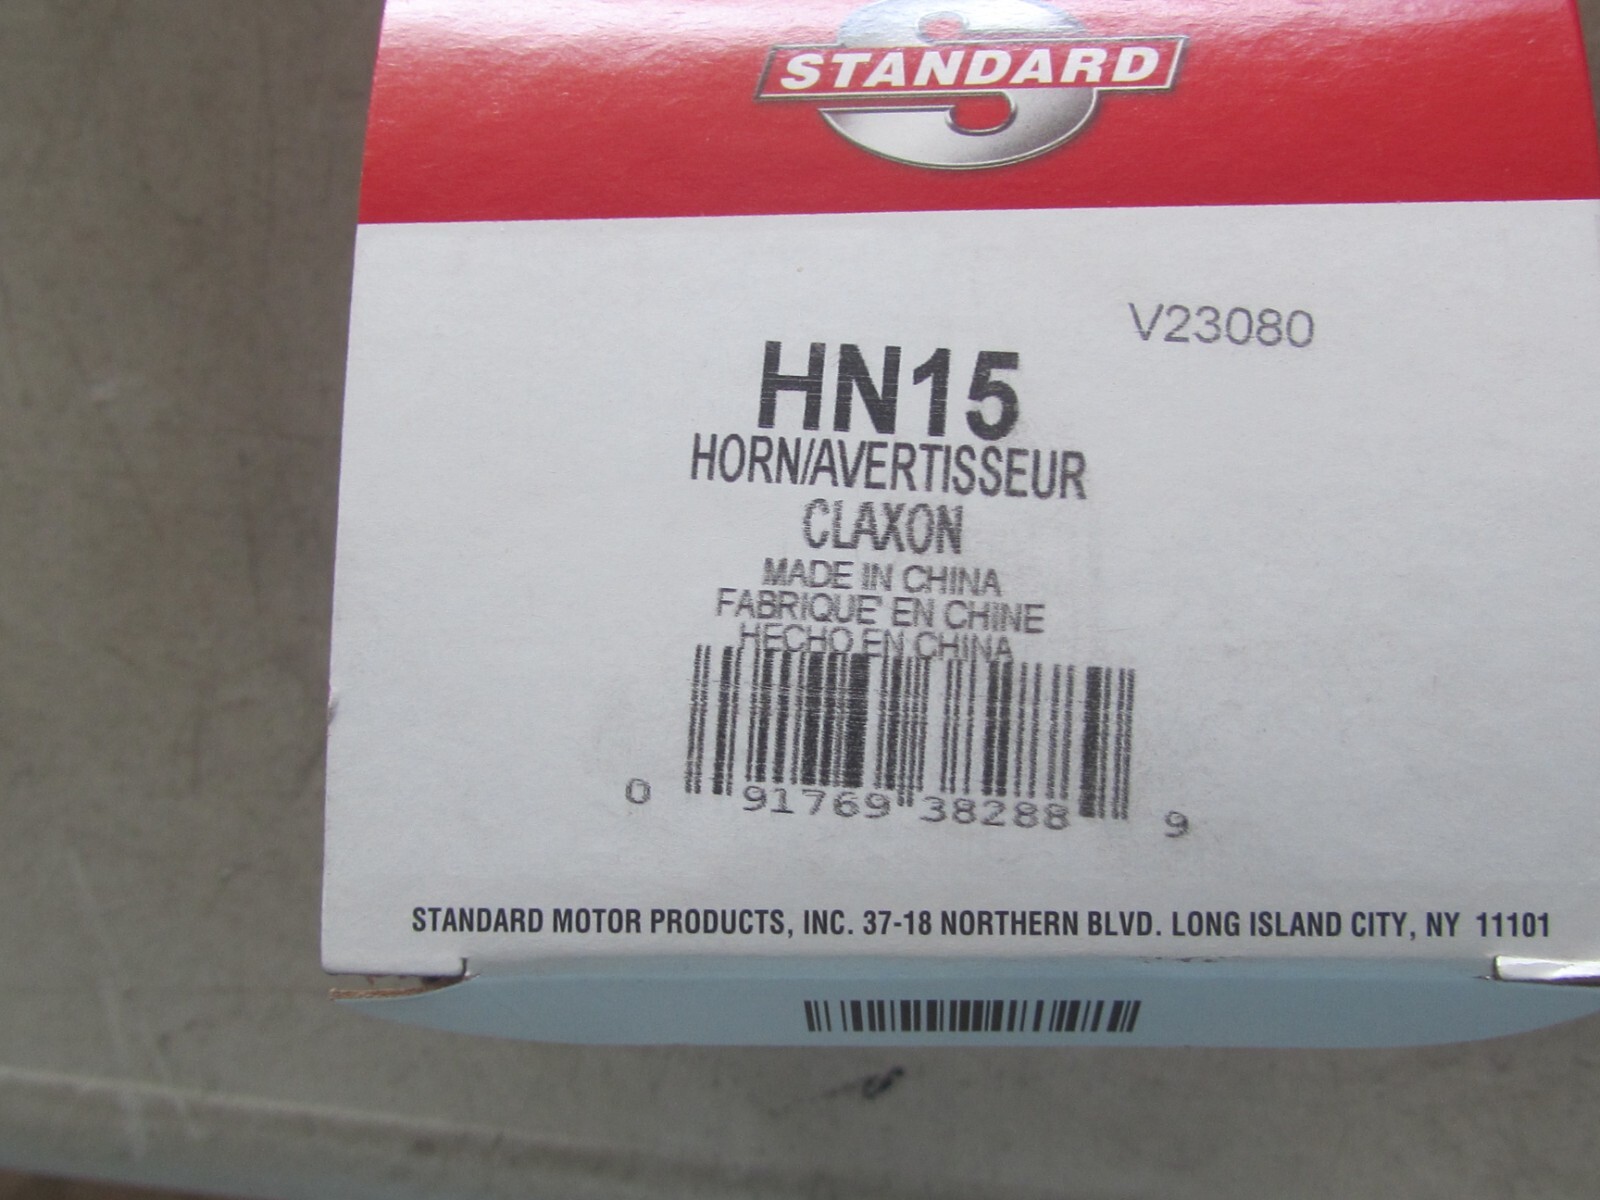 STANDARD
V23080
HN15
HORN/AVERTISSEUR
CLAXON
MADE IN CHINA
FABRIQUE' EN CHINE
HECHO EN CHINA
0 91769 38288 9
STANDARD MOTOR PRODUCTS, INC. 37-18 NORTHERN BLVD. LONG ISLAND CITY, NY 11101